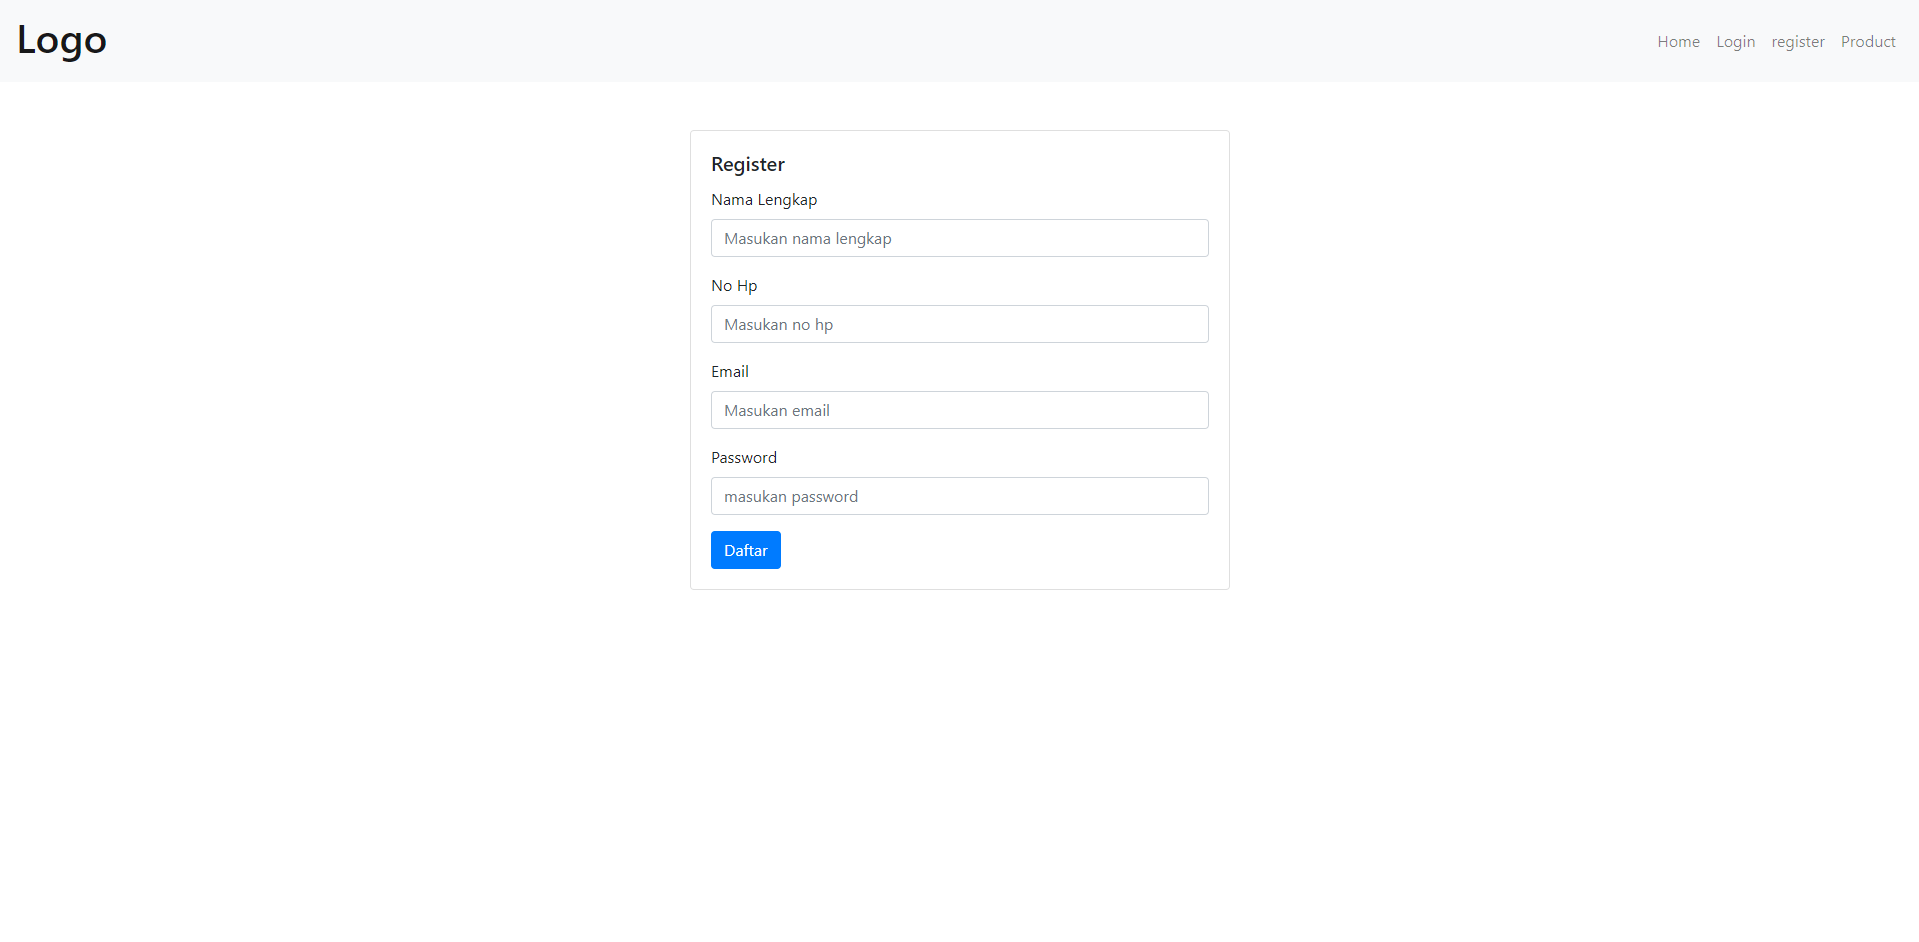 Logo
Home Login register Product
Register
Nama Lengkap
Masukan nama lengkap
No Hp
Masukan no hp
Email
Masukan email
Password
masukan password
Daftar